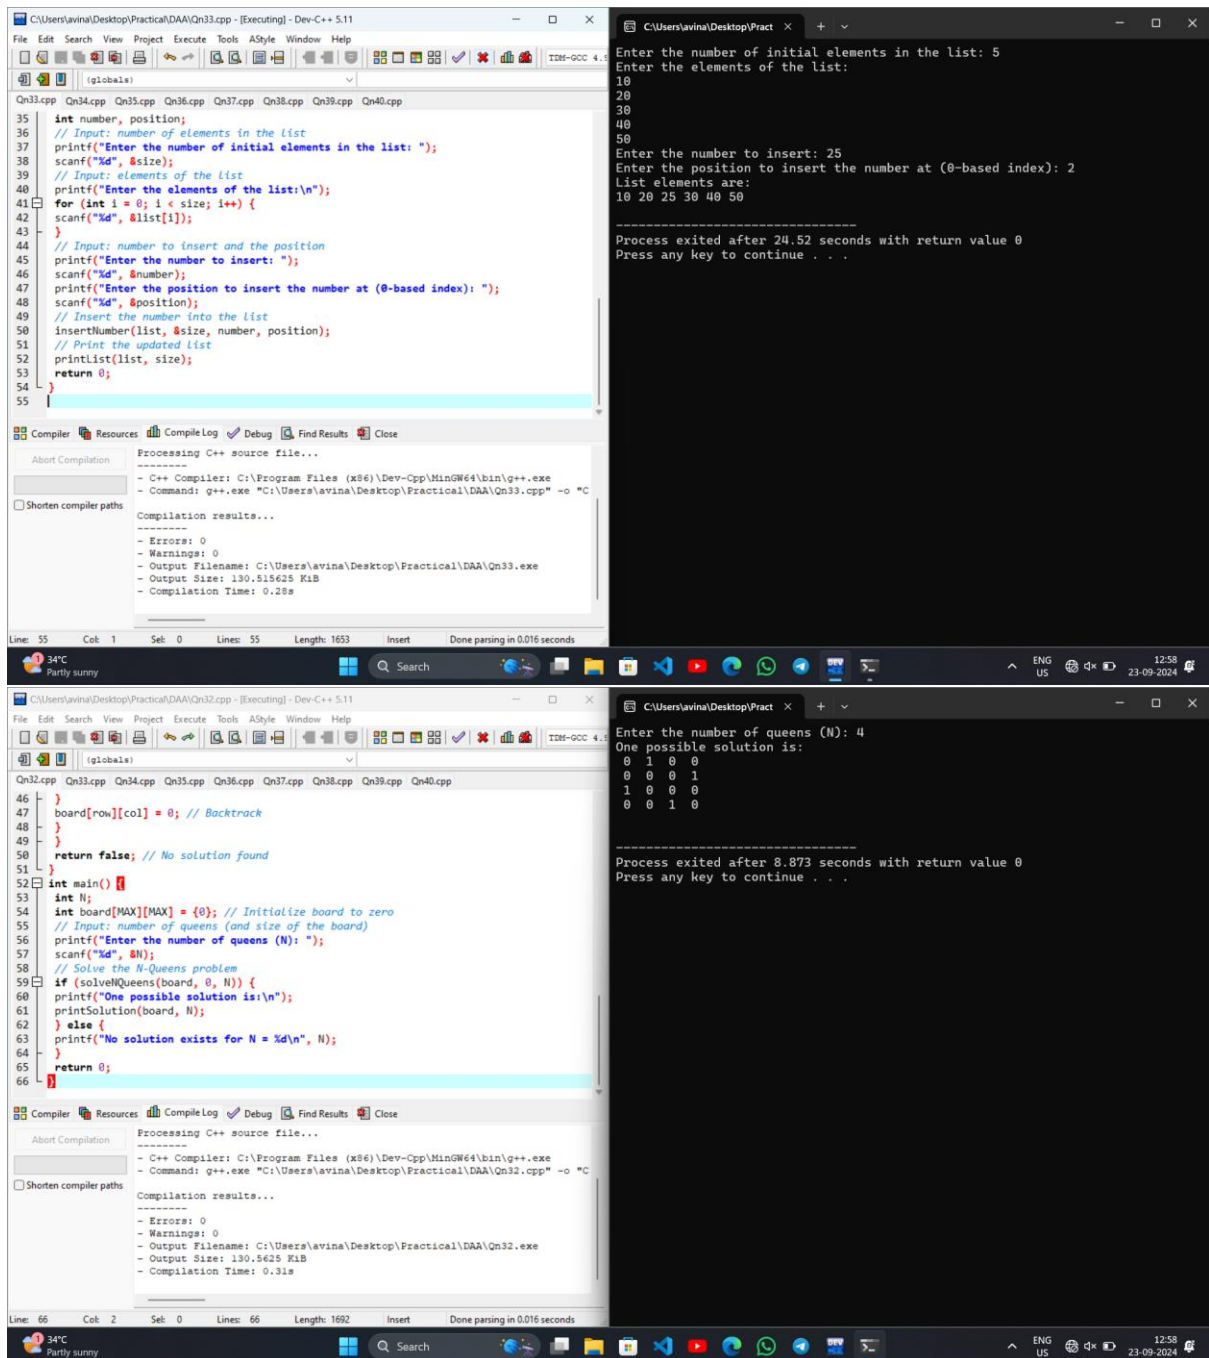 C:\Users\avina\Desktop\Practical\DAA\Qn33.cpp - [Executing] - Dev-C++ 5.11
File Edit Search View Project Execute Tools AStyle Window Help
TDM-GCC 4.9
(globals)
Qn33.cpp Qn34.cpp Qn35.cpp Qn36.cpp Qn37.cpp Qn38.cpp Qn39.cpp Qn40.cpp
35 int number, position;
36 // Input: number of elements in the list
37 printf("Enter the number of initial elements in the list: ");
38 scanf("%d", &size);
39 // Input: elements of the list
40 printf("Enter the elements of the list:\n");
41 for (int i = 0; i < size; i++) {
42 scanf("%d", &list[i]);
43 }
44 // Input: number to insert and the position
45 printf("Enter the number to insert: ");
46 scanf("%d", &number);
47 printf("Enter the position to insert the number at (0-based index): ");
48 scanf("%d", &position);
49 // Insert the number into the list
50 insertNumber(list, &size, number, position);
51 // Print the updated list
52 printList(list, size);
53 return 0;
54 }
55
Compiler Resources Compile Log Debug Find Results Close
Abort Compilation
Shorten compiler paths
Processing C++ source file...
--------
- C++ Compiler: C:\Program Files (x86)\Dev-Cpp\MinGW64\bin\g++.exe
- Command: g++.exe "C:\Users\avina\Desktop\Practical\DAA\Qn33.cpp" -o "C
Compilation results...
--------
- Errors: 0
- Warnings: 0
- Output Filename: C:\Users\avina\Desktop\Practical\DAA\Qn33.exe
- Output Size: 130.515625 KiB
- Compilation Time: 0.28s
Line: 55 Col: 1 Sel: 0 Lines: 55 Length: 1653 Insert Done parsing in 0.016 seconds
C:\Users\avina\Desktop\Pract
Enter the number of initial elements in the list: 5
Enter the elements of the list:
10
20
30
40
50
Enter the number to insert: 25
Enter the position to insert the number at (0-based index): 2
List elements are:
10 20 25 30 40 50
--------------------------------
Process exited after 24.52 seconds with return value 0
Press any key to continue . . .
1
34°C
Partly sunny
Search
DEV
ENG
US
12:58
23-09-2024
C:\Users\avina\Desktop\Practical\DAA\Qn32.cpp - [Executing] - Dev-C++ 5.11
File Edit Search View Project Execute Tools AStyle Window Help
TDM-GCC 4.9
(globals)
Qn32.cpp Qn33.cpp Qn34.cpp Qn35.cpp Qn36.cpp Qn37.cpp Qn38.cpp Qn39.cpp Qn40.cpp
46 }
47 board[row][col] = 0; // Backtrack
48 }
49 }
50 return false; // No solution found
51 }
52 int main() {
53 int N;
54 int board[MAX][MAX] = {0}; // Initialize board to zero
55 // Input: number of queens (and size of the board)
56 printf("Enter the number of queens (N): ");
57 scanf("%d", &N);
58 // Solve the N-Queens problem
59 if (solveNQueens(board, 0, N)) {
60 printf("One possible solution is:\n");
61 printSolution(board, N);
62 } else {
63 printf("No solution exists for N = %d\n", N);
64 }
65 return 0;
66 }
Compiler Resources Compile Log Debug Find Results Close
Abort Compilation
Shorten compiler paths
Processing C++ source file...
--------
- C++ Compiler: C:\Program Files (x86)\Dev-Cpp\MinGW64\bin\g++.exe
- Command: g++.exe "C:\Users\avina\Desktop\Practical\DAA\Qn32.cpp" -o "C
Compilation results...
--------
- Errors: 0
- Warnings: 0
- Output Filename: C:\Users\avina\Desktop\Practical\DAA\Qn32.exe
- Output Size: 130.5625 KiB
- Compilation Time: 0.31s
Line: 66 Col: 2 Sel: 0 Lines: 66 Length: 1692 Insert Done parsing in 0.016 seconds
C:\Users\avina\Desktop\Pract
Enter the number of queens (N): 4
One possible solution is:
0 1 0 0
0 0 0 1
1 0 0 0
0 0 1 0
--------------------------------
Process exited after 8.873 seconds with return value 0
Press any key to continue . . .
1
34°C
Partly sunny
Search
DEV
ENG
US
12:58
23-09-2024